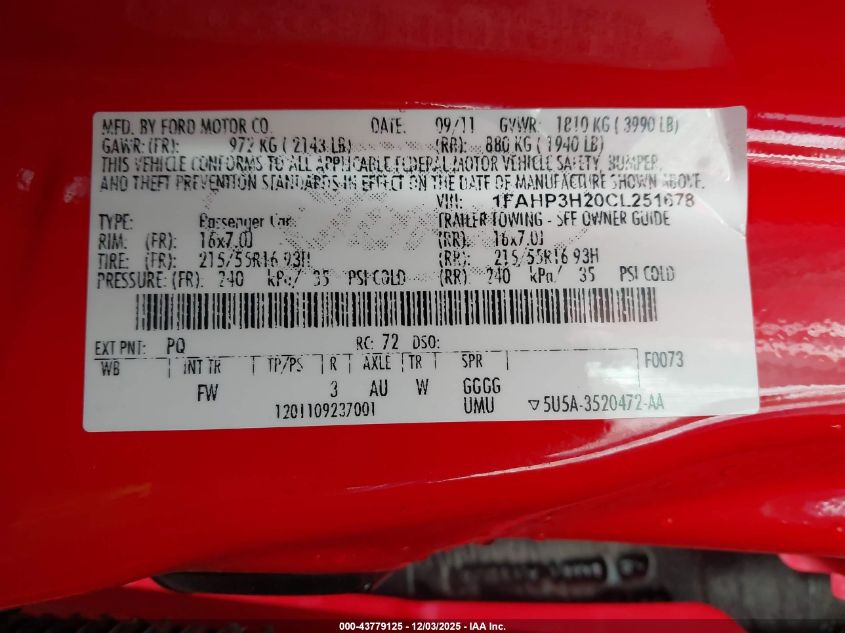 MFD. BY FORD MOTOR CO. DATE: 09/11 GVWR: 1810 KG ( 3990 LB)
GAWR: (FR): 972 KG ( 2143 LB) (RR): 880 KG ( 1940 LB)
THIS VEHICLE CONFORMS TO ALL APPLICABLE FEDERAL MOTOR VEHICLE SAFETY, BUMPER,
AND THEFT PREVENTION STANDARDS IN EFFECT ON THE DATE OF MANUFACTURE SHOWN ABOVE.
VIN: 1FAHP3H20CL251678
TYPE: Passenger Car TRAILER TOWING - SEE OWNER GUIDE
RIM: (FR): 16x7.0J (RR): 16x7.0J
TIRE: (FR): 215/55R16 93H (RR): 215/55R16 93H
PRESSURE: (FR): 240 kPa/ 35 PSI COLD (RR): 240 kPa/ 35 PSI COLD
EXT PNT: PQ RC: 72 DSO: F0073
WB INT TR TP/PS R AXLE TR SPR
FW 3 AU W GGGG
1201109237001 UMU ▽5U5A-3520472-AA
000-43779125 - 12/03/2025 - IAA Inc.